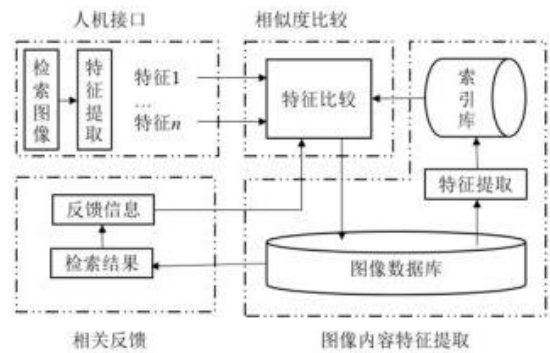 人机接口
相似度比较
检索图像
特征提取
特征1
...
特征n
特征比较
索引库
特征提取
反馈信息
检索结果
图像数据库
相关反馈
图像内容特征提取